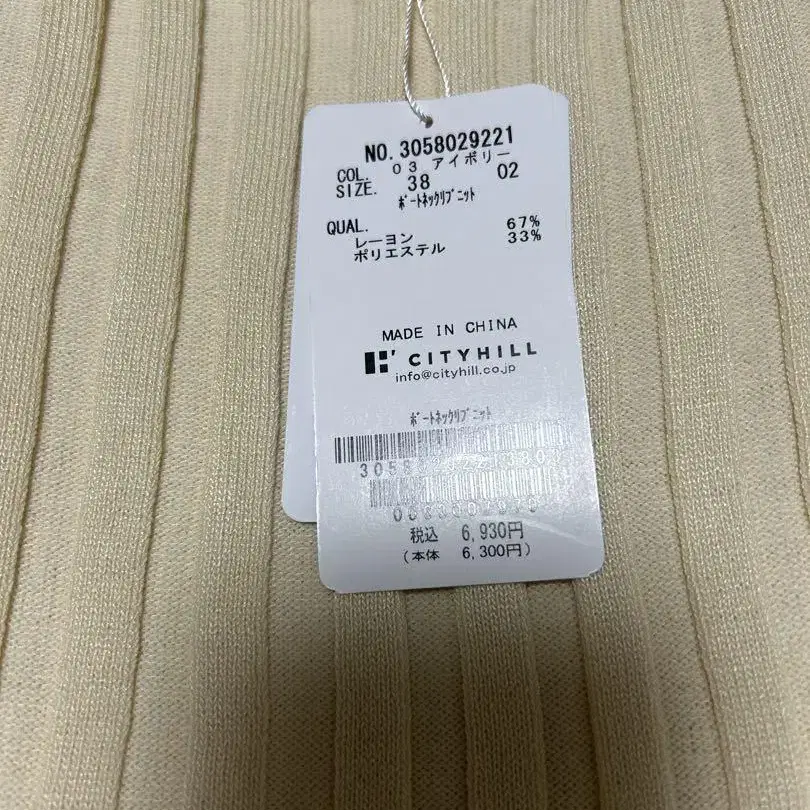 NO. 3058029221
COL. 03 アイボリー
SIZE. 38 02
ボートネックリブニット
QUAL.
レーヨン 67%
ポリエステル 33%
MADE IN CHINA
CITYHILL
info@cityhill.co.jp
ボートネックリブニット
税込 6,930円
(本体 6,300円)